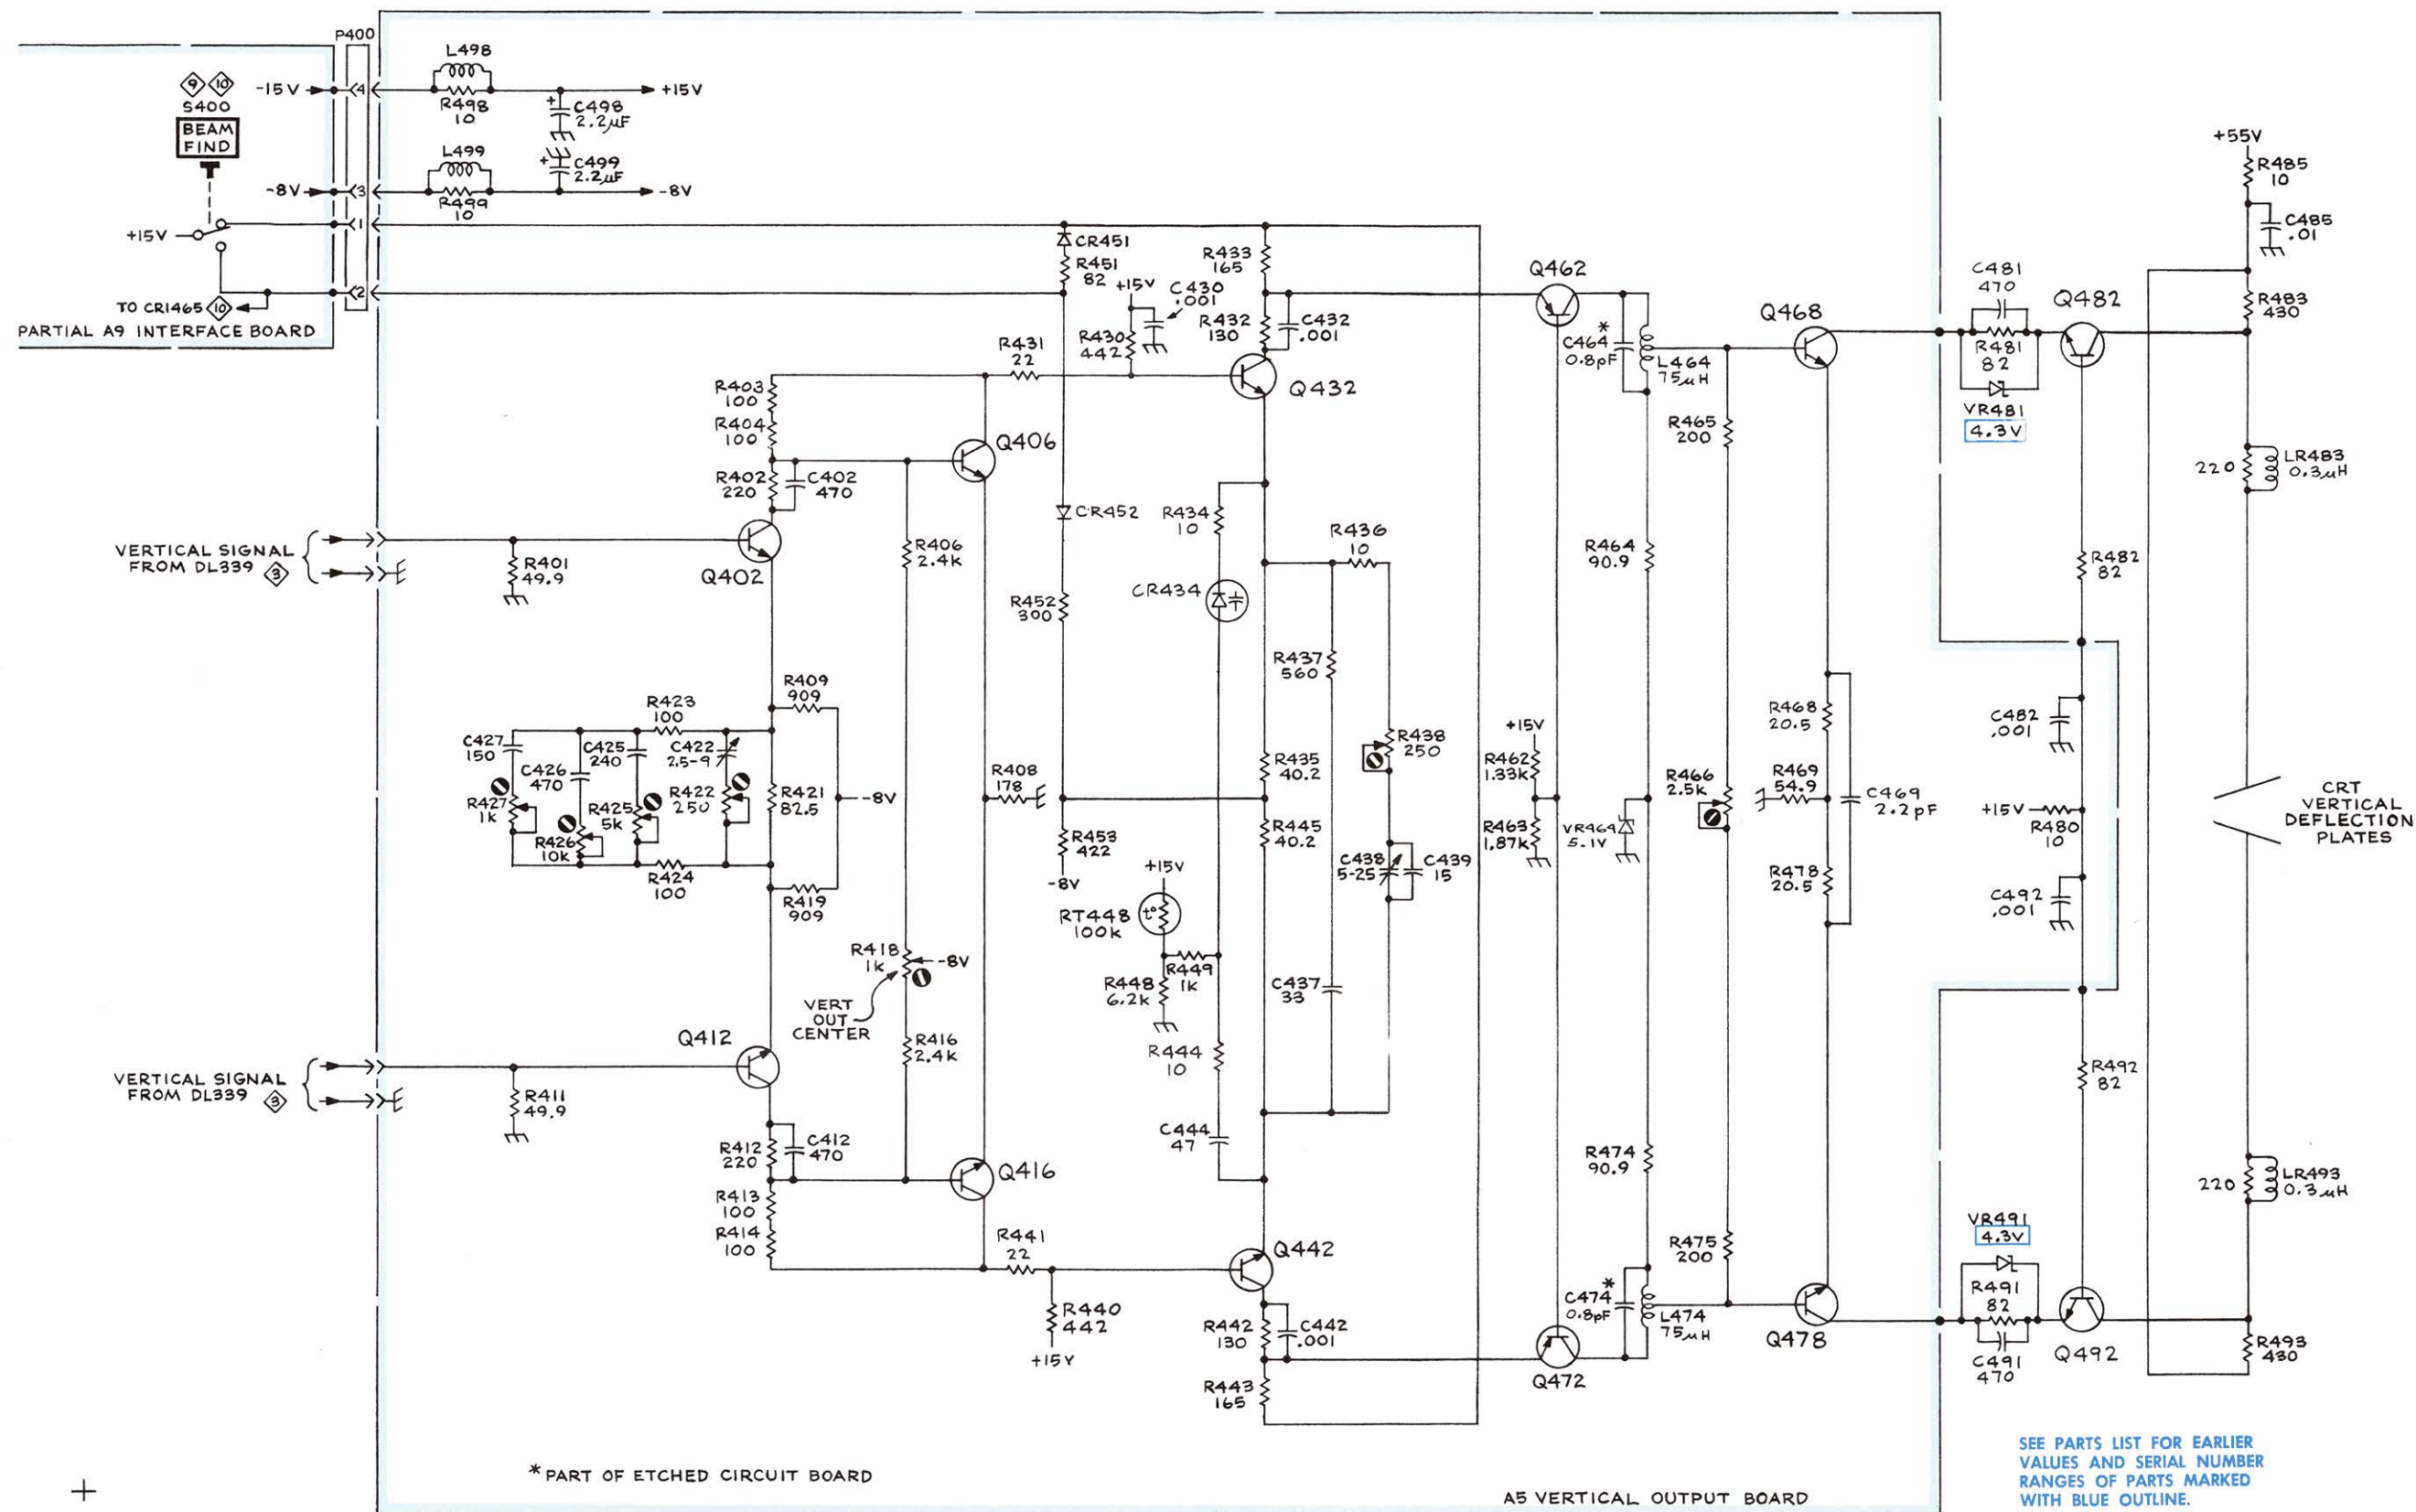 P400
L498
-15V
4
+15V
R498
10
C498
2.2µF
9 10
S400
BEAM
FIND
L499
C499
2.2µF
-8V
3
-8V
R499
10
1
+15V
2
TO CR1465 10
PARTIAL A9 INTERFACE BOARD
CR451
R451
82
+15V
C430
.001
R430
442
R433
165
R432
130
C432
.001
Q432
R431
22
R403
100
R404
100
Q406
R402
220
C402
470
VERTICAL SIGNAL
FROM DL339 3
R401
49.9
Q402
R406
2.4K
CR452
R452
300
R434
10
CR434
R436
10
R437
560
R438
250
R409
909
R423
100
C427
150
C426
470
C425
240
C422
2.5-9
R427
1K
R426
10K
R425
5K
R422
250
R421
82.5
-8V
R424
100
R419
909
R408
178
R435
40.2
R445
40.2
R453
422
-8V
+15V
RT448
100K
t°
R449
1K
R448
6.2K
R444
10
C444
47
C437
33
C438
5-25
C439
15
R418
1K
-8V
VERT
OUT
CENTER
Q412
R416
2.4K
VERTICAL SIGNAL
FROM DL339 3
R411
49.9
R412
220
C412
470
Q416
R413
100
R414
100
R441
22
R440
442
+15V
Q442
R442
130
C442
.001
R443
165
Q462
*
C464
0.8pF
L464
75µH
Q468
R465
200
R464
90.9
+15V
R462
1.33K
R463
1.87K
VR464
5.1V
R466
2.5K
R468
20.5
R469
54.9
C469
2.2pF
R478
20.5
R474
90.9
R475
200
*
C474
0.8pF
L474
75µH
Q472
Q478
+55V
R485
10
C485
.01
C481
470
R481
82
VR481
4.3V
Q482
R483
430
220
LR483
0.3µH
R482
82
C482
.001
+15V
R480
10
C492
.001
CRT
VERTICAL
DEFLECTION
PLATES
R492
82
220
LR493
0.3µH
VR491
4.3V
R491
82
C491
470
Q492
R493
430
*PART OF ETCHED CIRCUIT BOARD
A5 VERTICAL OUTPUT BOARD
SEE PARTS LIST FOR EARLIER
VALUES AND SERIAL NUMBER
RANGES OF PARTS MARKED
WITH BLUE OUTLINE.